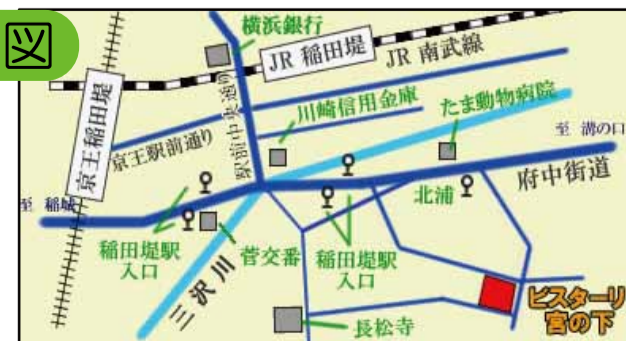 図
横浜銀行
JR 稲田堤
JR 南武線
京王稲田堤
駅前中央通り
川崎信用金庫
たま動物病院
京王駅前通り
至 溝の口
至 稲城
府中街道
北浦
稲田堤駅
入口
菅交番
稲田堤駅
入口
三沢川
長松寺
ビスターリ
宮の下